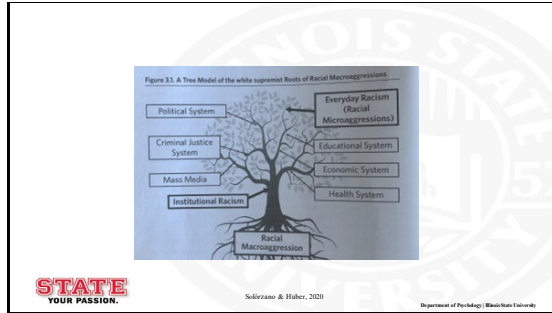 Figure 3.1. A Tree Model of the white supremist Roots of Racial Macroaggressions
Political System
Everyday Racism
(Racial
Microaggressions)
Criminal Justice
System
Educational System
Mass Media
Economic System
Institutional Racism
Health System
Racial
Macroaggression
STATE
YOUR PASSION.
Solórzano & Huber, 2020
Department of Psychology | Illinois State University